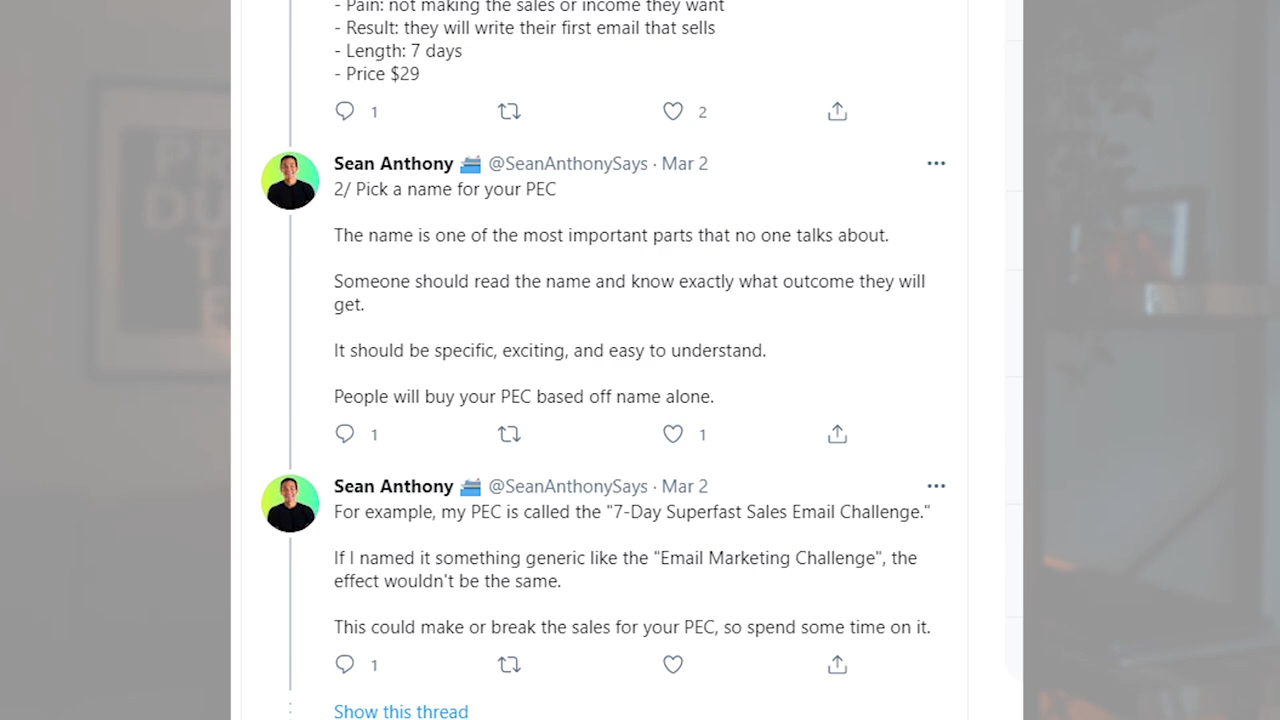 - Pain: not making the sales or income they want
- Result: they will write their first email that sells
- Length: 7 days
- Price $29
1 2
Sean Anthony @SeanAnthonySays · Mar 2
2/ Pick a name for your PEC
The name is one of the most important parts that no one talks about.
Someone should read the name and know exactly what outcome they will
get.
It should be specific, exciting, and easy to understand.
People will buy your PEC based off name alone.
1 1
Sean Anthony @SeanAnthonySays · Mar 2
For example, my PEC is called the "7-Day Superfast Sales Email Challenge."
If I named it something generic like the "Email Marketing Challenge", the
effect wouldn't be the same.
This could make or break the sales for your PEC, so spend some time on it.
1
Show this thread